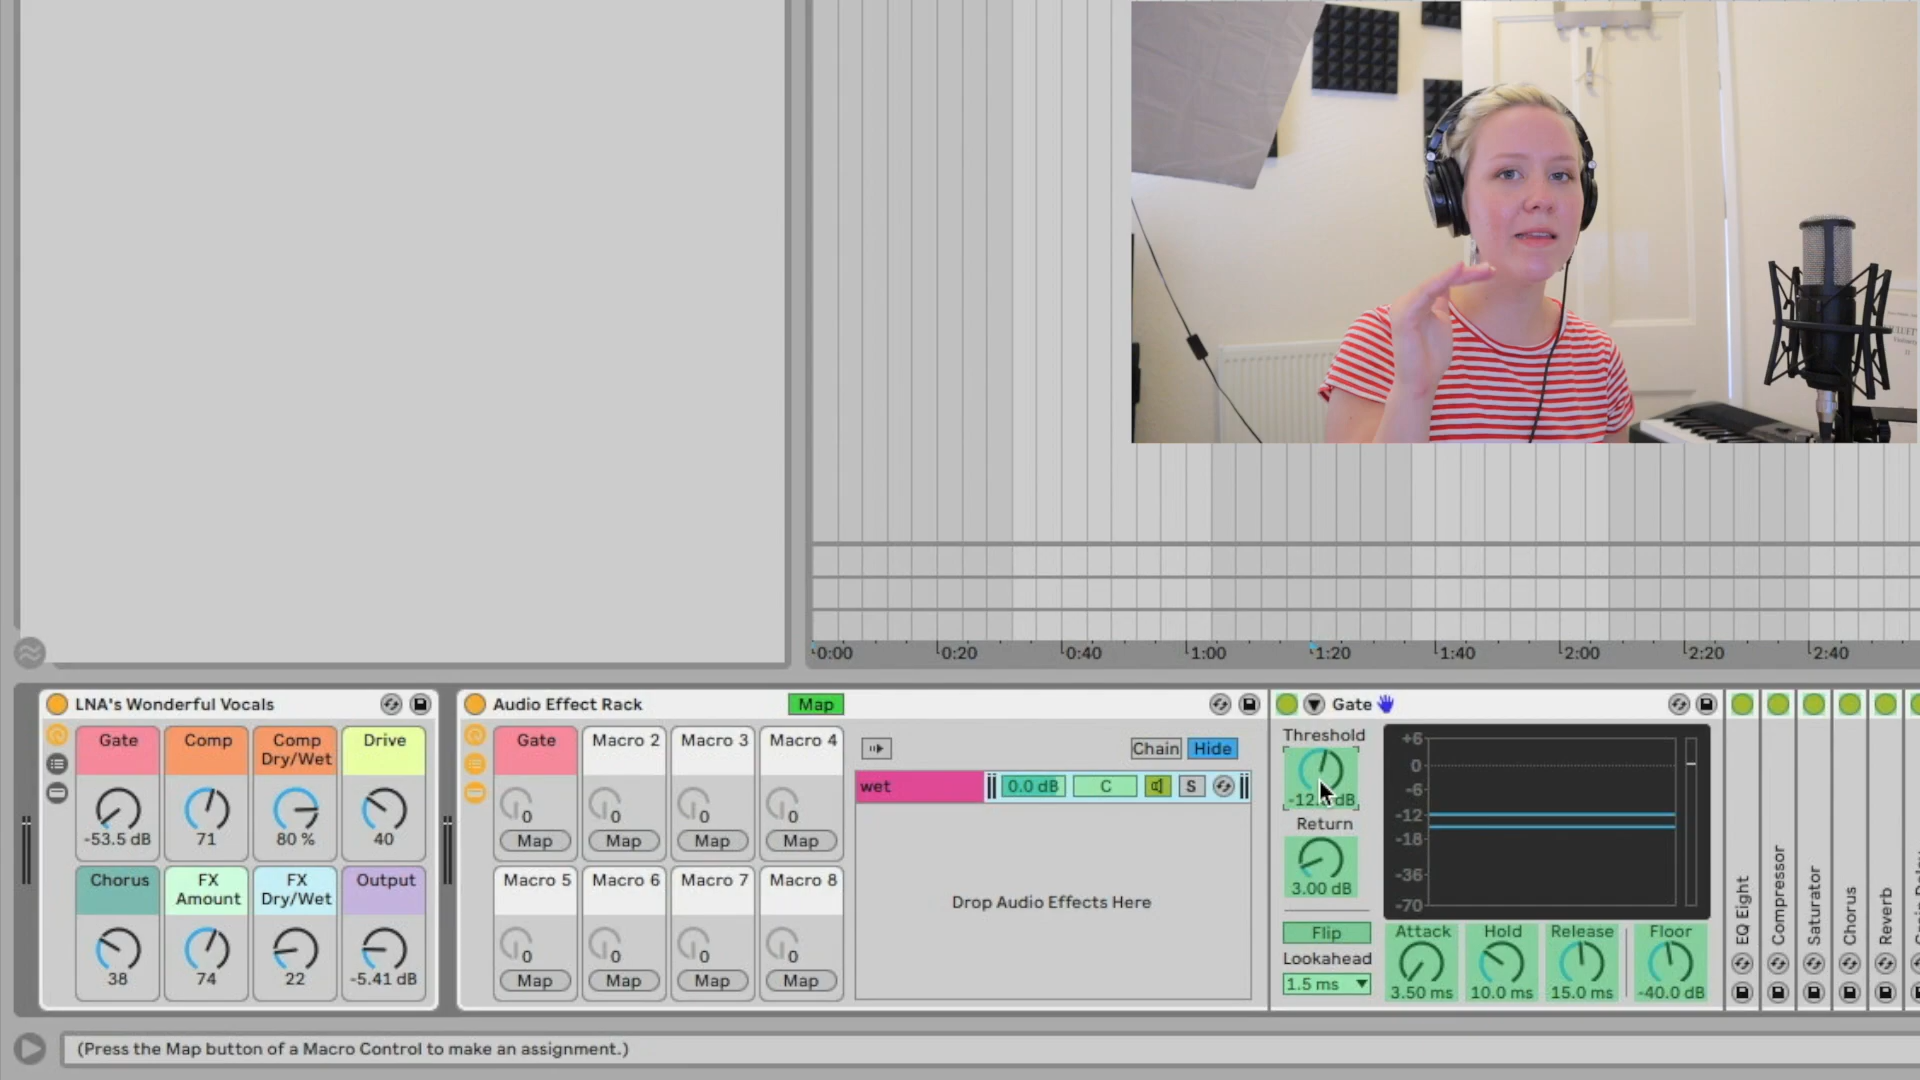 0:00 0:20 0:40 1:00 1:20 1:40 2:00 2:20 2:40
LNA's Wonderful Vocals
Gate Comp Comp Dry/Wet Drive
-53.5 dB 71 80 % 40
Chorus FX Amount FX Dry/Wet Output
38 74 22 -5.41 dB
Audio Effect Rack Map
Gate Macro 2 Macro 3 Macro 4
0 0 0 0
Map Map Map Map
Macro 5 Macro 6 Macro 7 Macro 8
0 0 0 0
Map Map Map Map
Chain Hide
wet 0.0 dB C S
Drop Audio Effects Here
Gate
Threshold
dB
Return
3.00 dB
Flip
Lookahead
1.5 ms
+6
0
-6
-12
-18
-36
-70
Attack Hold Release Floor
3.50 ms 10.0 ms 15.0 ms -40.0 dB
EQ Eight
Compressor
Saturator
Chorus
Reverb
(Press the Map button of a Macro Control to make an assignment.)